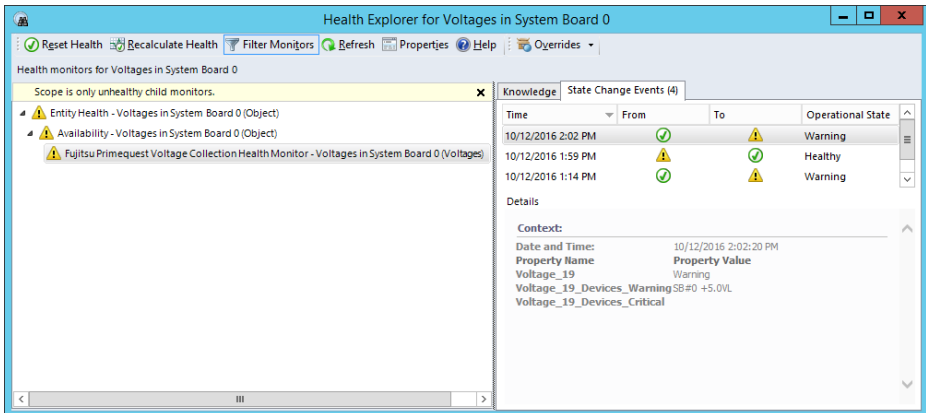 Health Explorer for Voltages in System Board 0
Reset Health Recalculate Health Filter Monitors Refresh Properties Help Overrides
Health monitors for Voltages in System Board 0
Scope is only unhealthy child monitors.
Entity Health - Voltages in System Board 0 (Object)
Availability - Voltages in System Board 0 (Object)
Fujitsu Primequest Voltage Collection Health Monitor - Voltages in System Board 0 (Voltages)
Knowledge State Change Events (4)
Time From To Operational State
10/12/2016 2:02 PM Warning
10/12/2016 1:59 PM Healthy
10/12/2016 1:14 PM Warning
Details
Context:
Date and Time: 10/12/2016 2:02:20 PM
Property Name Property Value
Voltage_19 Warning
Voltage_19_Devices_Warning SB#0 +5.0VL
Voltage_19_Devices_Critical